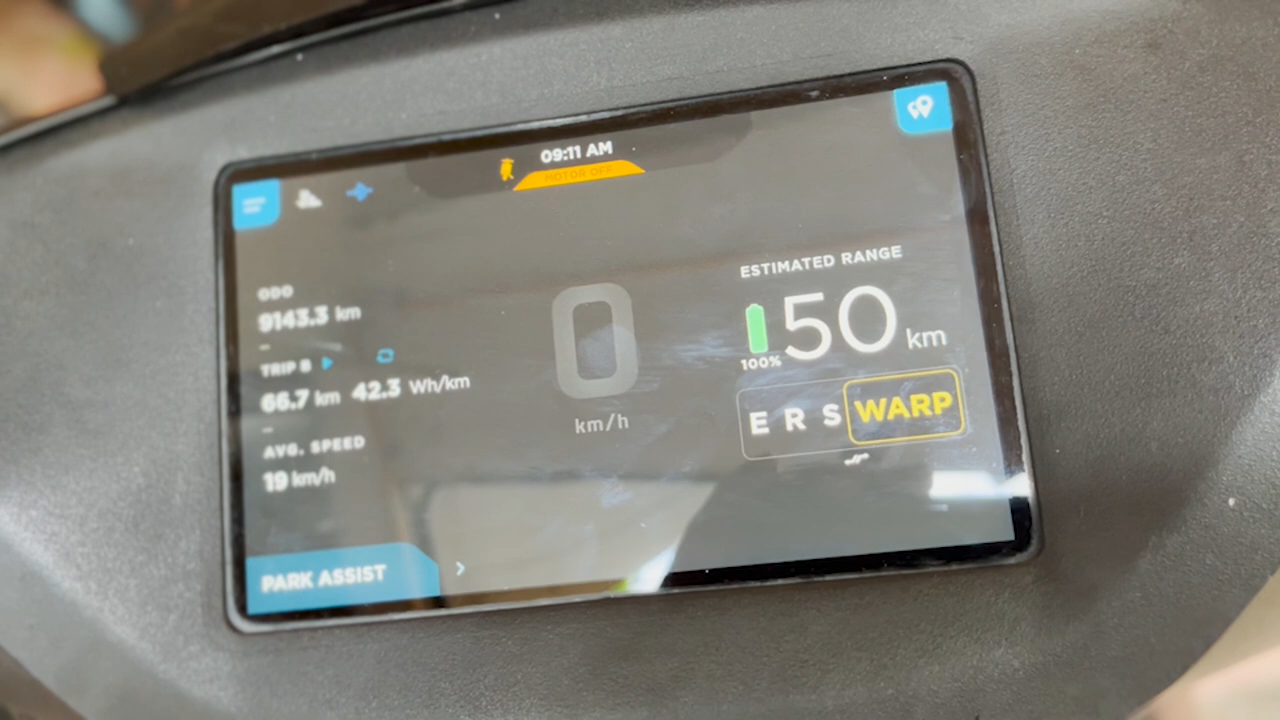 09:11 AM
MOTOR OFF
ODO
9143.3 km
TRIP B
66.7 km 42.3 Wh/km
AVG. SPEED
19 km/h
PARK ASSIST
0
km/h
ESTIMATED RANGE
50 km
100%
E R S WARP